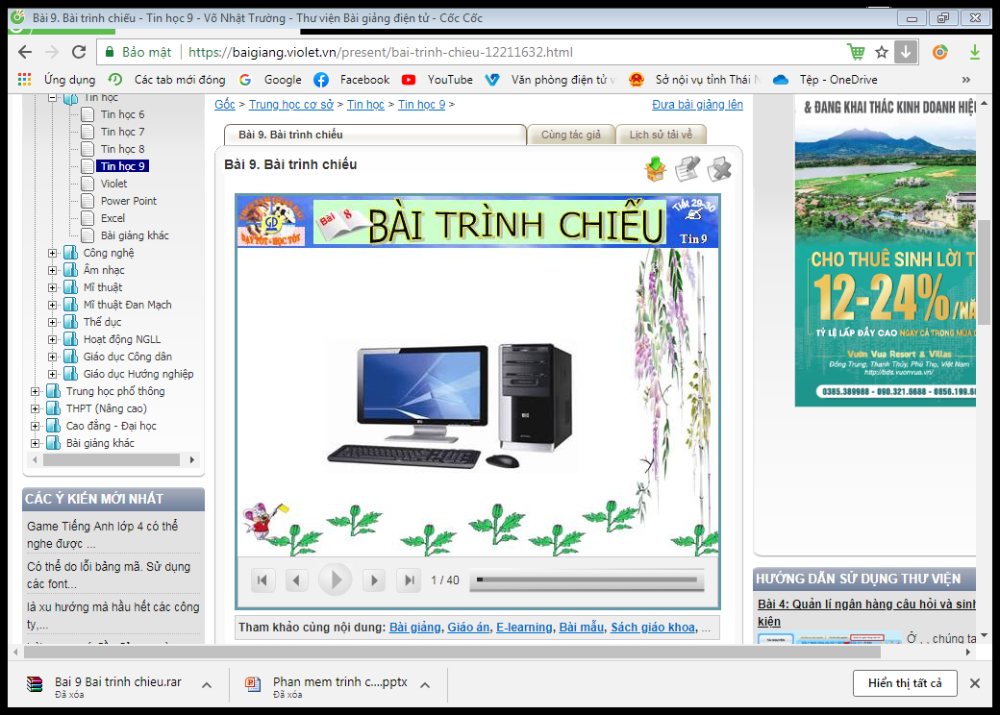 Bài 9. Bài trình chiếu - Tin học 9 - Võ Nhật Trường - Thư viện Bài giảng điện tử - Cốc Cốc
Bảo mật https://baigiang.violet.vn/present/bai-trinh-chieu-12211632.html
Ứng dụng Các tab mới đóng Google Facebook YouTube Văn phòng điện tử v Sở nội vụ tỉnh Thái Tệp - OneDrive »
Tin học
Tin học 6
Tin học 7
Tin học 8
Tin học 9
Violet
Power Point
Excel
Bài giảng khác
Công nghệ
Âm nhạc
Mĩ thuật
Mĩ thuật Đan Mạch
Thể dục
Hoạt động NGLL
Giáo dục Công dân
Giáo dục Hướng nghiệp
Trung học phổ thông
THPT (Nâng cao)
Cao đẳng - Đại học
Bài giảng khác
CÁC Ý KIẾN MỚI NHẤT
Game Tiếng Anh lớp 4 có thể
nghe được ...
Có thể do lỗi bảng mã. Sử dụng
các font...
là xu hướng mà hầu hết các công
ty,...
Gốc > Trung học cơ sở > Tin học > Tin học 9 >
Đưa bài giảng lên
Bài 9. Bài trình chiếu Cùng tác giả Lịch sử tải về
Bài 9. Bài trình chiếu
GD
DẠY TỐT - HỌC TỐT
Bài 8
BÀI TRÌNH CHIẾU
Tiết 29-30
Tin 9
1 / 40
Tham khảo cùng nội dung: Bài giảng, Giáo án, E-learning, Bài mẫu, Sách giáo khoa, ...
& ĐANG KHAI THÁC KINH DOANH HIỆ
CHO THUÊ SINH LỜI T
12-24%/NĂ
TỶ LỆ LẤP ĐẦY CAO NGAY CẢ TRONG MÙA
Vườn Vua Resort & Villas
Đồng Trung, Thanh Thủy, Phú Thọ, Việt Nam
http://bds.vuonvua.vn/
0385.389988 - 090.321.6688 - 0856.199.6
HƯỚNG DẪN SỬ DỤNG THƯ VIỆN
Bài 4: Quản lí ngân hàng câu hỏi và sinh
kiện
Ở , , chúng ta
Bai 9 Bai trinh chieu.rar
Đã xóa
Phan mem trinh c....pptx
Đã xóa
Hiển thị tất cả